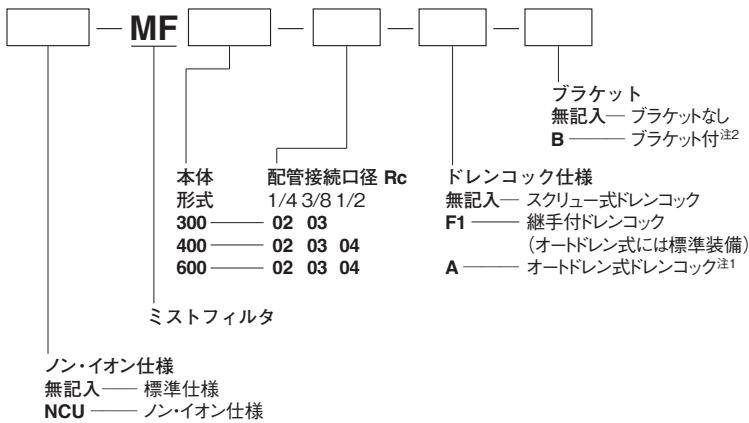 MF
ブラケット
無記入 ブラケットなし
B ブラケット付注2
本体
形式
300
400
600
配管接続口径 Rc
1/4 3/8 1/2
02 03
02 03 04
02 03 04
ドレンコック仕様
無記入 スクリュー式ドレンコック
F1 継手付ドレンコック
(オートドレン式には標準装備)
A オートドレン式ドレンコック注1
ミストフィルタ
ノン・イオン仕様
無記入 標準仕様
NCU ノン・イオン仕様